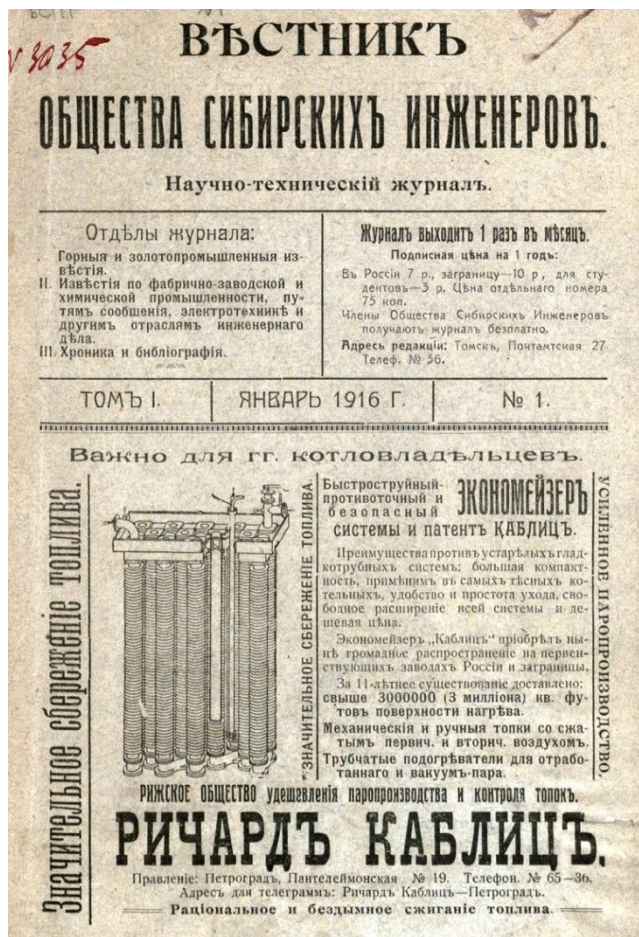 № 3035
ВѢСТНИКЪ
ОБЩЕСТВА СИБИРСКИХЪ ИНЖЕНЕРОВЪ.
Научно-техническій журналъ.
Отдѣлы журнала:
Горныя и золотопромышленныя из-
вѣстія.
II. Извѣстія по фабрично-заводской и
химической промышленности, пу-
тямъ сообщенія, электротехникѣ и
другимъ отраслямъ инженернаго
дѣла.
III. Хроника и библіографія.
Журналъ выходитъ 1 разъ въ мѣсяцъ.
Подписная цѣна на 1 годъ:
Въ Россіи 7 р., заграницу—10 р., для сту-
дентовъ—3 р. Цѣна отдѣльнаго номера
75 коп.
Члены Общества Сибирскихъ Инженеровъ
получаютъ журналъ безплатно.
Адресъ редакціи: Томскъ, Почтамтская 27
Телеф. № 36.
ТОМЪ I.
ЯНВАРЬ 1916 Г.
№ 1.
Важно для гг. котловладѣльцевъ.
Значительное сбереженіе топлива.
ЗНАЧИТЕЛЬНОЕ СБЕРЕЖЕНІЕ ТОПЛИВА.
Быстроструйный-
противоточный и
безопасный
ЭКОНОМЕЙЗЕРЪ
системы и патентъ КАБЛИЦЪ.
Преимущества противъ устарѣлыхъ глад-
котрубныхъ системъ: большая компакт-
ность, примѣнимъ въ самыхъ тѣсныхъ ко-
тельныхъ, удобство и простота ухода, сво-
бодное расширеніе всей системы и де-
шевая цѣна.
Экономейзеръ „Каблицъ" пріобрѣлъ ны-
нѣ громадное распространеніе на первен-
ствующихъ заводахъ Россіи и заграницы.
За 11-лѣтнее существованіе доставлено:
свыше 3000000 (3 милліона) кв. фу-
товъ поверхности нагрѣва.
Механическія и ручныя топки со сжа-
тымъ первич. и вторич. воздухомъ.
Трубчатые подогрѣватели для отрабо-
таннаго и вакуумъ-пара.
УСИЛЕННОЕ ПАРОПРОИЗВОДСТВО.
РИЖСКОЕ ОБЩЕСТВО удешевленія паропроизводства и контроля топокъ.
РИЧАРДЪ КАБЛИЦЪ.
Правленіе: Петроградъ, Пантелеймонская № 19. Телефон. № 65—36.
Адресъ для телеграммъ: Ричардъ Каблицъ—Петроградъ.
Раціональное и бездымное сжиганіе топлива.